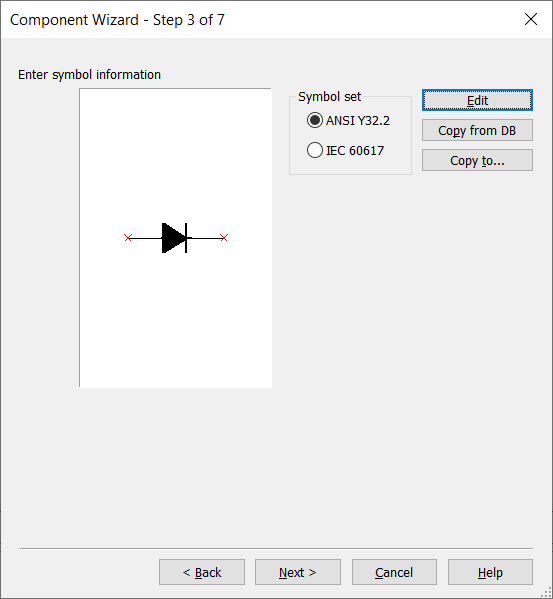 Component Wizard - Step 3 of 7
Enter symbol information
Symbol set
ANSI Y32.2
IEC 60617
Edit
Copy from DB
Copy to...
< Back
Next >
Cancel
Help